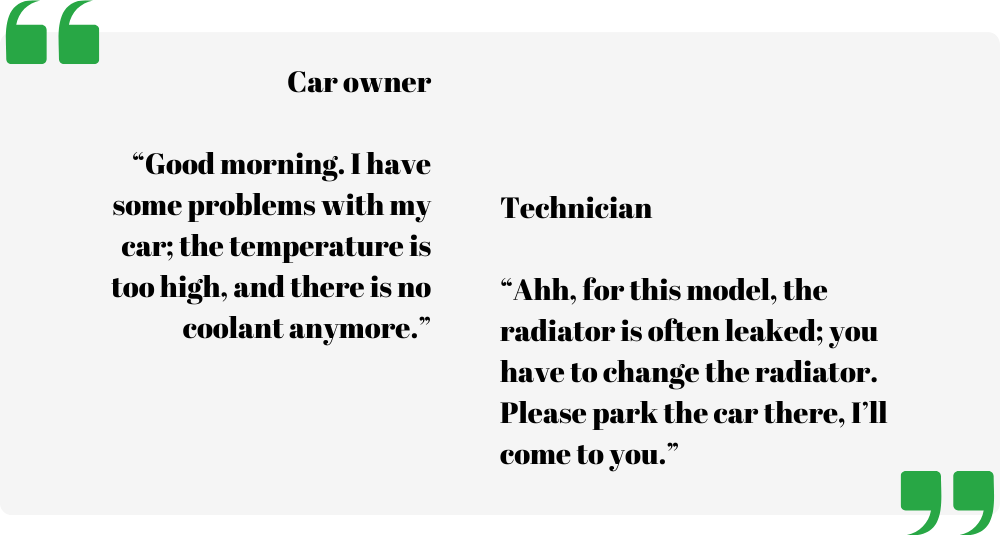 Car owner
“Good morning. I have
some problems with my
car; the temperature is
too high, and there is no
coolant anymore.”
Technician
“Ahh, for this model, the
radiator is often leaked; you
have to change the radiator.
Please park the car there, I’ll
come to you.”